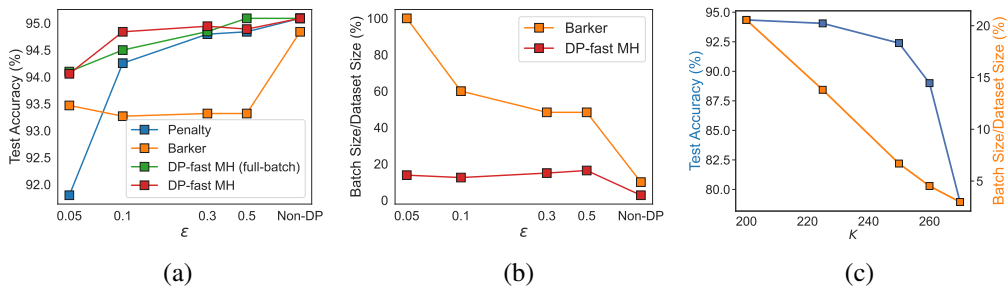 Test Accuracy (%)
95.0
94.5
94.0
93.5
93.0
92.5
92.0
0.05
0.1
0.3
0.5
Non-DP
ε
Penalty
Barker
DP-fast MH (full-batch)
DP-fast MH
(a)
Batch Size/Dataset Size (%)
100
80
60
40
20
0
0.05
0.1
0.3
0.5
Non-DP
ε
Barker
DP-fast MH
(b)
Test Accuracy (%)
95.0
92.5
90.0
87.5
85.0
82.5
80.0
200
220
240
260
K
20
15
10
5
Batch Size/Dataset Size (%)
(c)